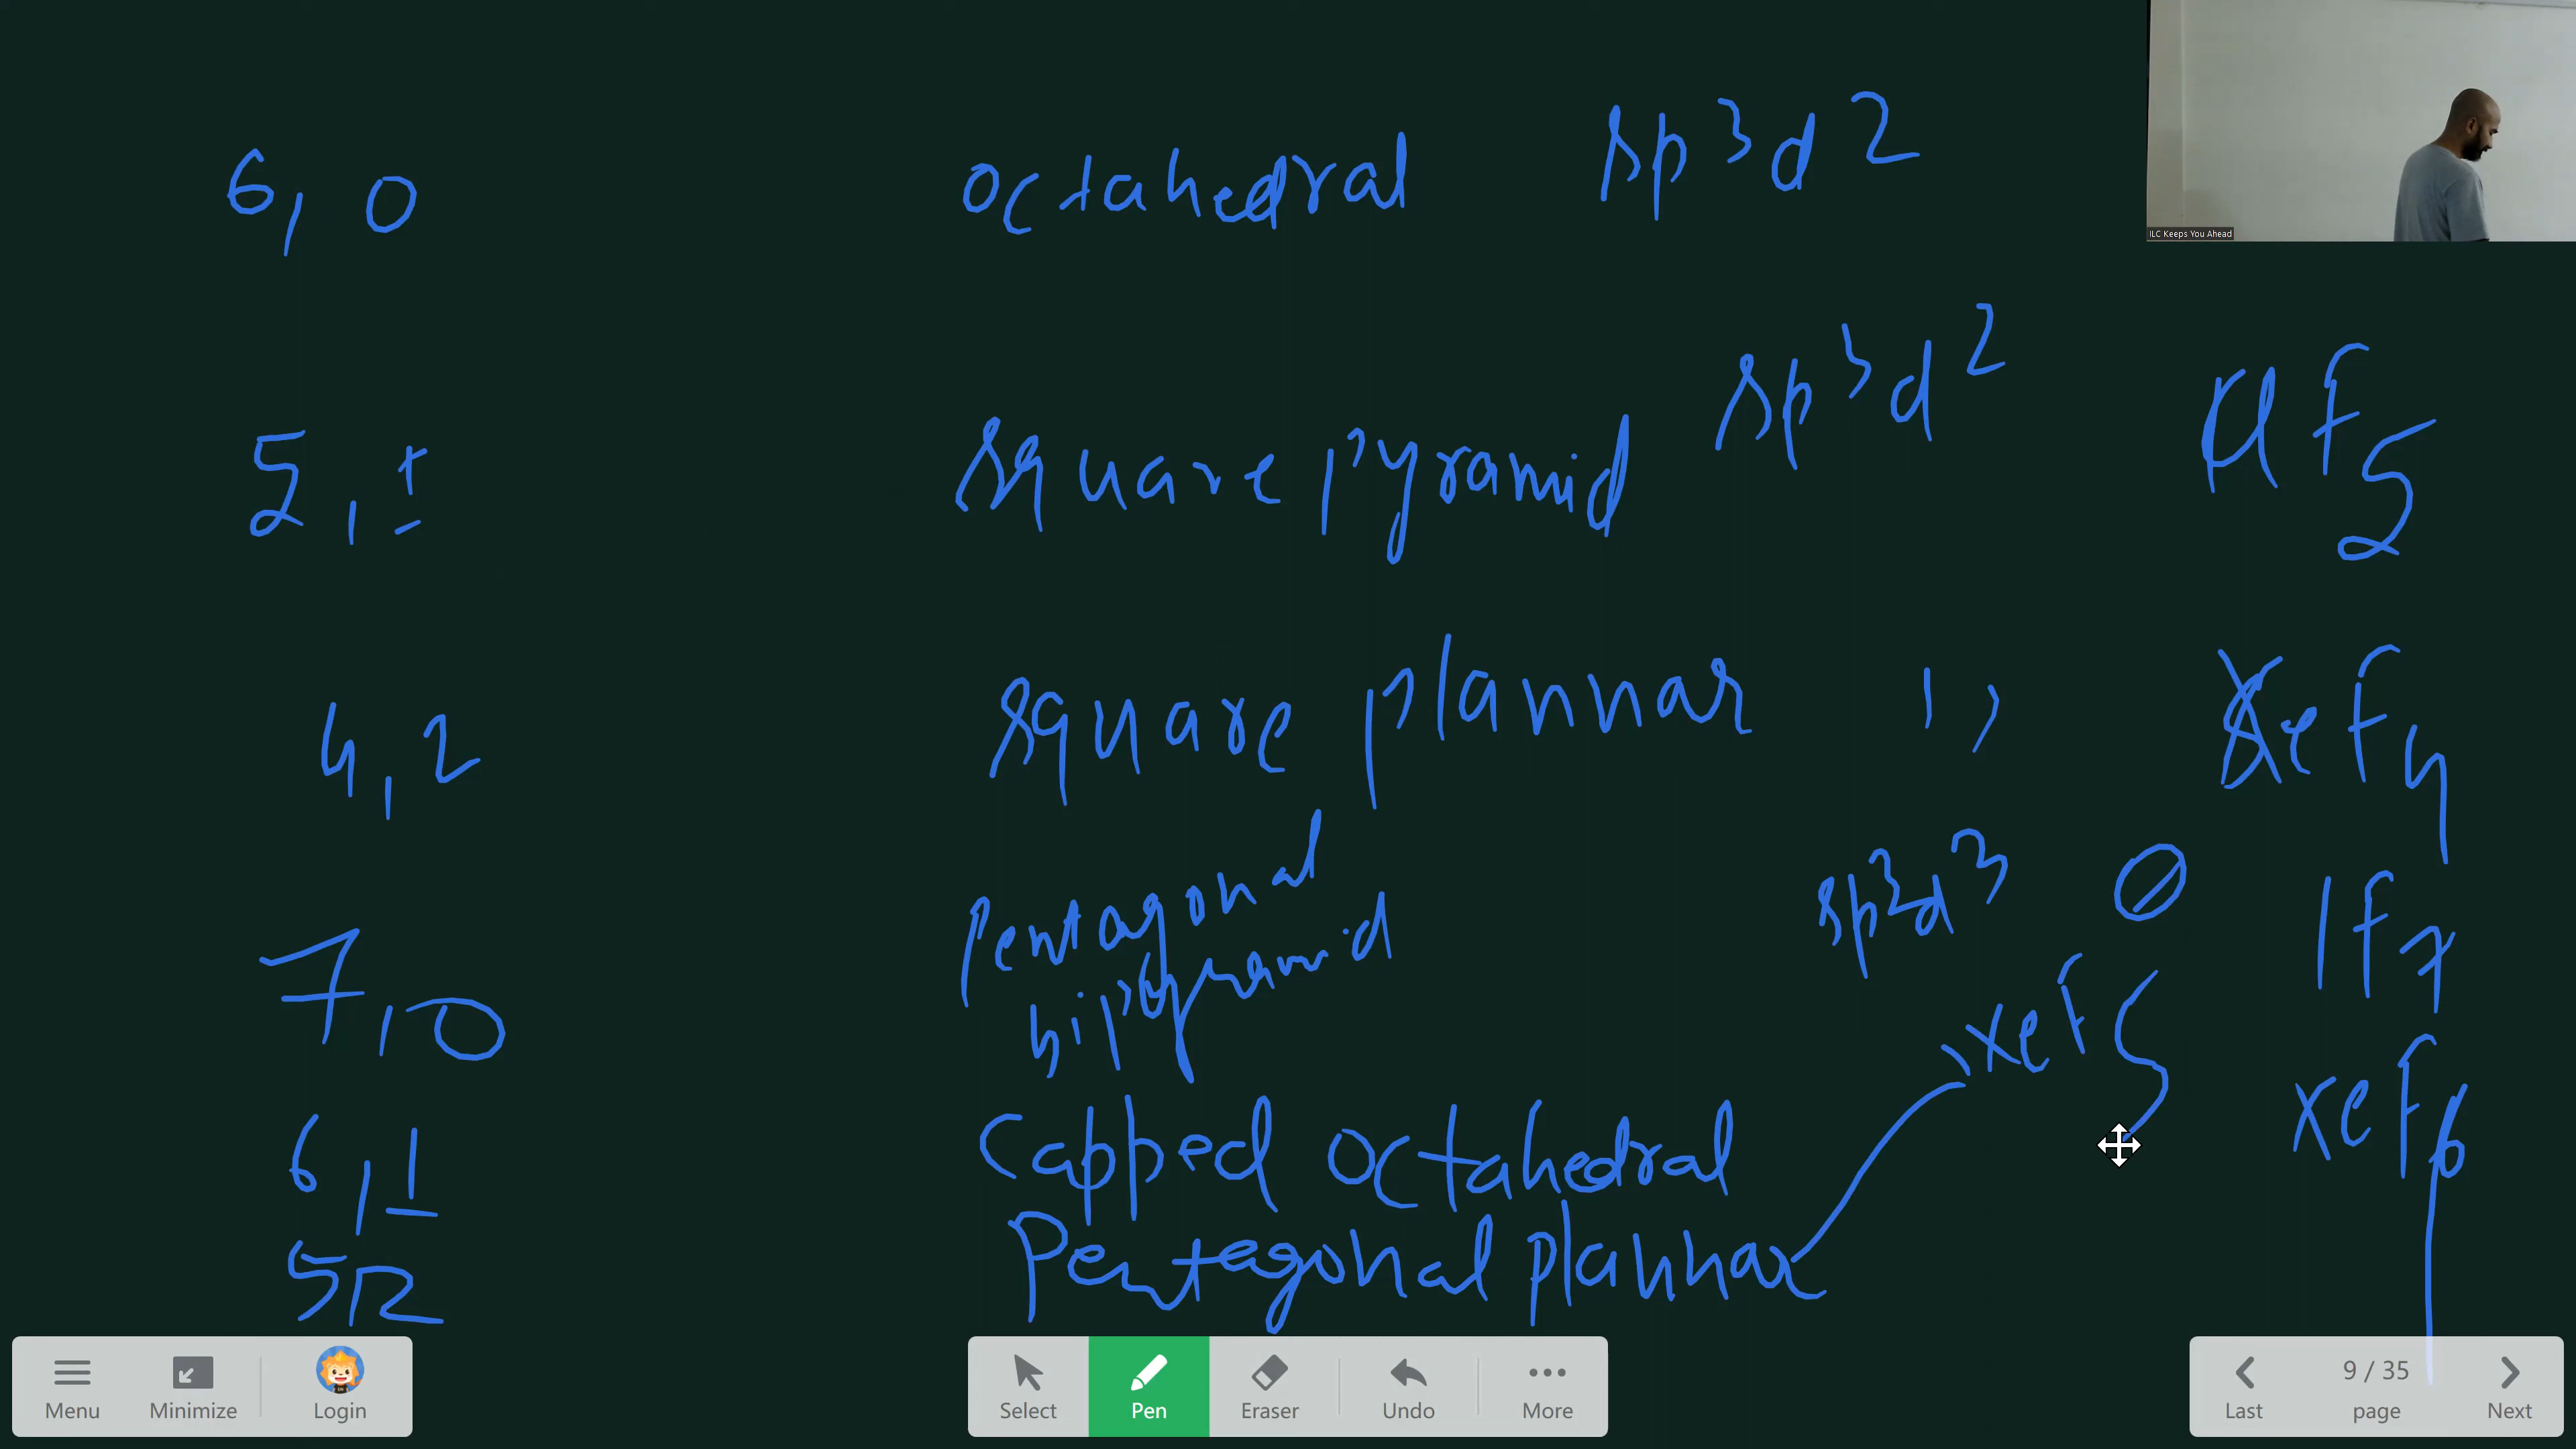 6, 0 octahedral sp3d2
5, 1 square pyramid sp3d2 ClF5
4, 2 square plannar ,, XeF4
7, 0 Pentagonal bipyramid sp3d3 IF7
XeF5
6, 1 Capped octahedral XeF6
5, 2 Pentagonal plannar
ILC Keeps You Ahead
Menu Minimize Login Select Pen Eraser Undo More Last 9 / 35 page Next